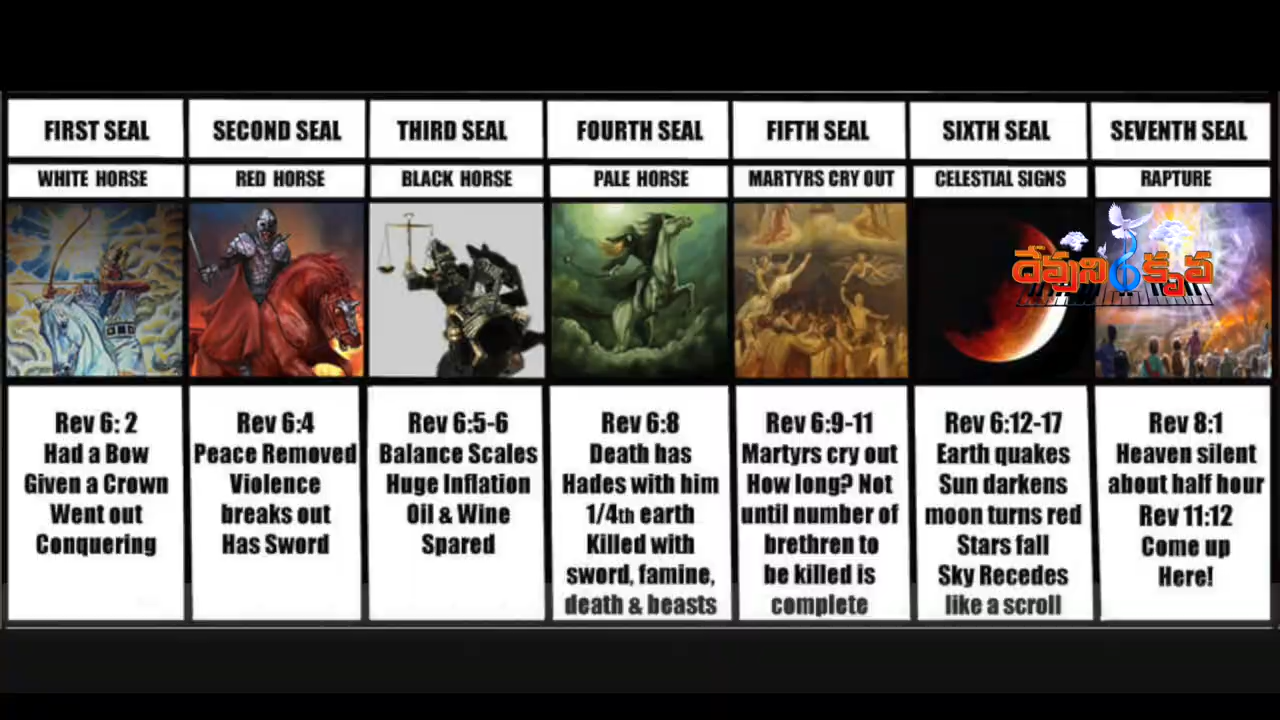 FIRST SEAL
SECOND SEAL
THIRD SEAL
FOURTH SEAL
FIFTH SEAL
SIXTH SEAL
SEVENTH SEAL
WHITE HORSE
RED HORSE
BLACK HORSE
PALE HORSE
MARTYRS CRY OUT
CELESTIAL SIGNS
RAPTURE
దేవుని కృప
Rev 6: 2
Had a Bow
Given a Crown
Went out
Conquering
Rev 6:4
Peace Removed
Violence
breaks out
Has Sword
Rev 6:5-6
Balance Scales
Huge Inflation
Oil & Wine
Spared
Rev 6:8
Death has
Hades with him
1/4th earth
Killed with
sword, famine,
death & beasts
Rev 6:9-11
Martyrs cry out
How long? Not
until number of
brethren to
be killed is
complete
Rev 6:12-17
Earth quakes
Sun darkens
moon turns red
Stars fall
Sky Recedes
like a scroll
Rev 8:1
Heaven silent
about half hour
Rev 11:12
Come up
Here!